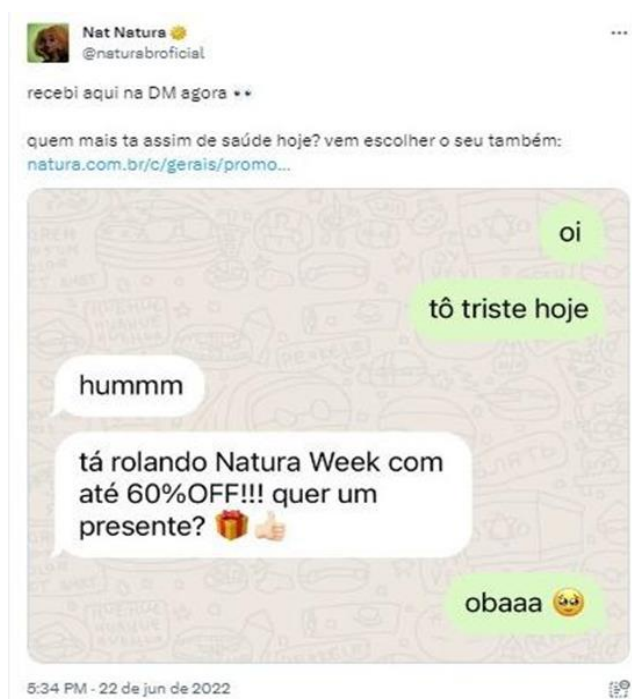 Nat Natura
@naturabroficial
recebi aqui na DM agora 👀
quem mais ta assim de saúde hoje? vem escolher o seu também:
natura.com.br/c/gerais/promo...
oi
tô triste hoje
hummm
tá rolando Natura Week com
até 60%OFF!!! quer um
presente? 🎁👍🏻
obaaa 🥹
5:34 PM - 22 de jun de 2022